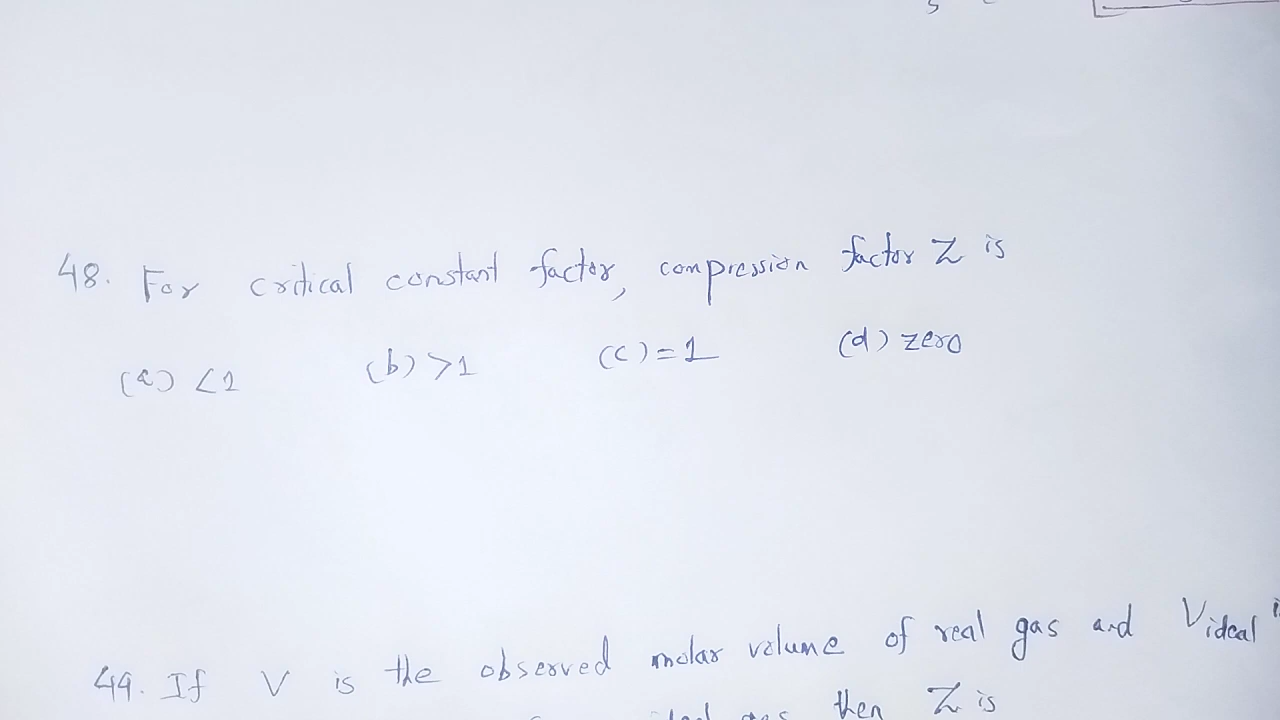 48. For critical constant factor, compression factor Z is
(a) <1 (b) >1 (c) = 1 (d) zero
49. If V is the observed molar volume of real gas and Videal
then Z is